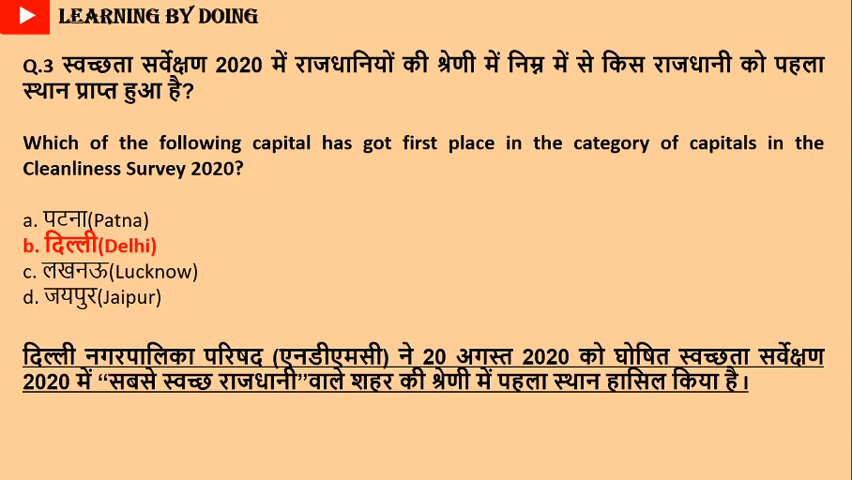 LEARNING BY DOING
Q.3 स्वच्छता सर्वेक्षण 2020 में राजधानियों की श्रेणी में निम्न में से किस राजधानी को पहला
स्थान प्राप्त हुआ है?
Which of the following capital has got first place in the category of capitals in the
Cleanliness Survey 2020?
a. पटना(Patna)
b. दिल्ली(Delhi)
c. लखनऊ(Lucknow)
d. जयपुर(Jaipur)
दिल्ली नगरपालिका परिषद (एनडीएमसी) ने 20 अगस्त 2020 को घोषित स्वच्छता सर्वेक्षण
2020 में “सबसे स्वच्छ राजधानी”वाले शहर की श्रेणी में पहला स्थान हासिल किया है।